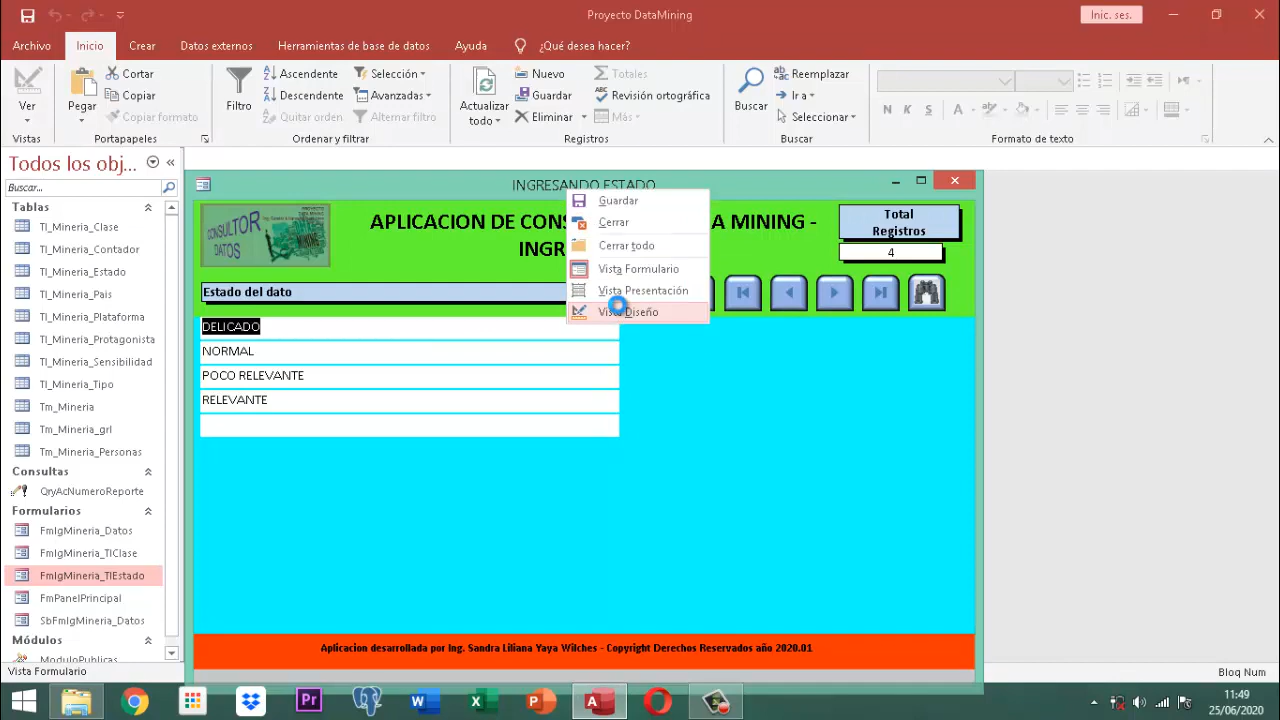 Proyecto DataMining
Inic. ses.
Archivo Inicio Crear Datos externos Herramientas de base de datos Ayuda ¿Qué desea hacer?
Ver
Pegar
Cortar
Copiar
Copiar formato
Filtro
Ascendente
Descendente
Quitar orden
Selección
Avanzada
Alternar filtro
Actualizar
todo
Nuevo
Guardar
Eliminar
Totales
Revisión ortográfica
Más
Buscar
Reemplazar
Ir a
Seleccionar
N K S
A
Vistas Portapapeles Ordenar y filtrar Registros Buscar Formato de texto
Todos los obj...
Buscar...
Tablas
Tl_Mineria_Clase
Tl_Mineria_Contador
Tl_Mineria_Estado
Tl_Mineria_Pais
Tl_Mineria_Plataforma
Tl_Mineria_Protagonista
Tl_Mineria_Sensibilidad
Tl_Mineria_Tipo
Tm_Mineria
Tm_Mineria_grl
Tm_Mineria_Personas
Consultas
QryAcNumeroReporte
Formularios
FmIgMineria_Datos
FmIgMineria_TlClase
FmIgMineria_TlEstado
FmPanelPrincipal
SbFmIgMineria_Datos
Módulos
ModuloPublicas
INGRESANDO ESTADO
CONSULTOR
DATOS
APLICACION DE CONS A MINING -
INGR
Total
Registros
4
Guardar
Cerrar
Cerrar todo
Vista Formulario
Vista Presentación
Vista Diseño
Estado del dato
DELICADO
NORMAL
POCO RELEVANTE
RELEVANTE
Aplicacion desarrollada por Ing. Sandra Liliana Yaya Wilches - Copyright Derechos Reservados año 2020.01
Vista Formulario
Bloq Num
Pr W X P A
11:49
25/06/2020